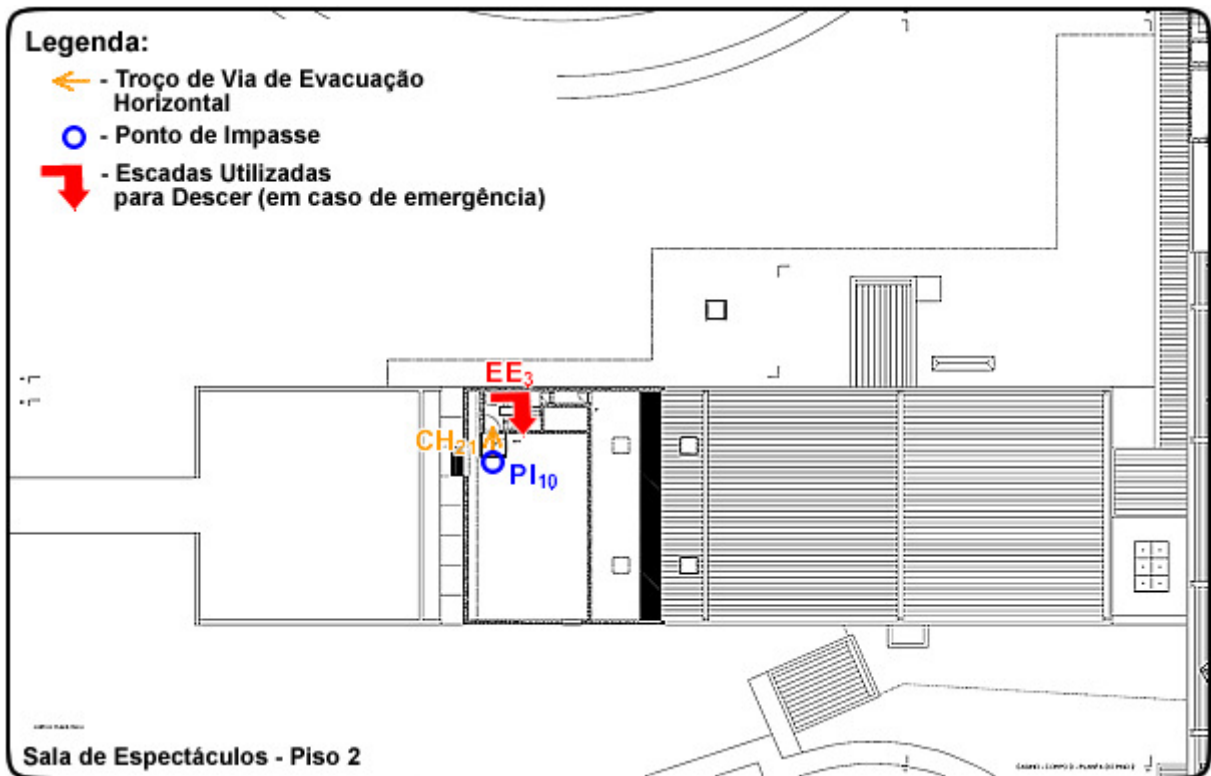 Legenda:
- Troço de Via de Evacuação
Horizontal
- Ponto de Impasse
- Escadas Utilizadas
para Descer (em caso de emergência)
EE3
CH21
PI10
Sala de Espectáculos - Piso 2